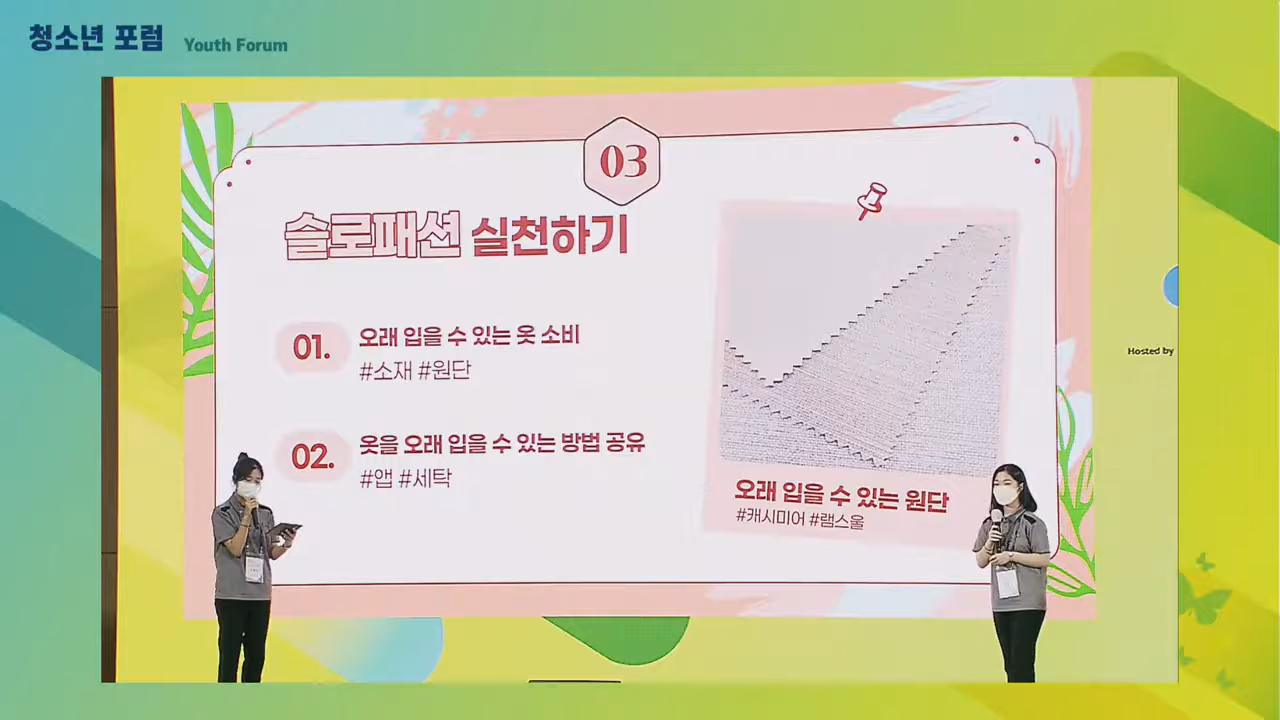 청소년 포럼 Youth Forum
03
슬로패션 실천하기
01. 오래 입을 수 있는 옷 소비
#소재 #원단
02. 옷을 오래 입을 수 있는 방법 공유
#앱 #세탁
오래 입을 수 있는 원단
#캐시미어 #램스울
Hosted by